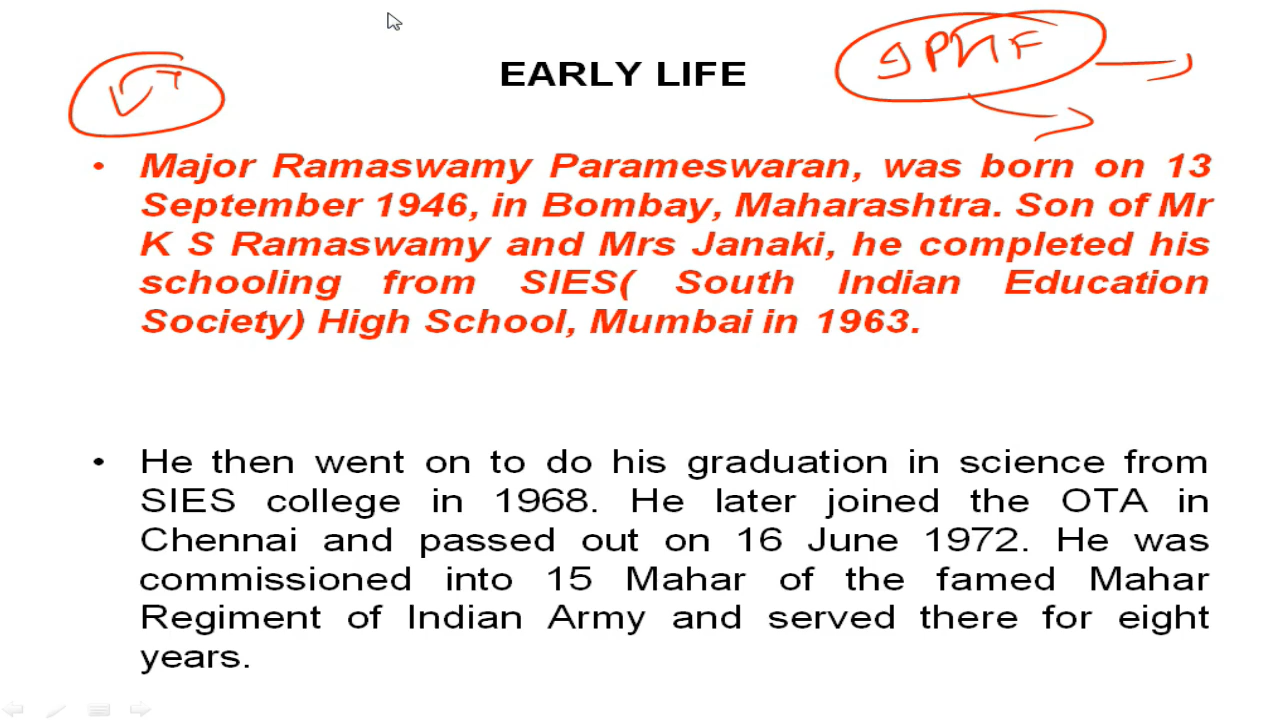 EARLY LIFE
IPKF
• Major Ramaswamy Parameswaran, was born on 13
September 1946, in Bombay, Maharashtra. Son of Mr
K S Ramaswamy and Mrs Janaki, he completed his
schooling from SIES( South Indian Education
Society) High School, Mumbai in 1963.
• He then went on to do his graduation in science from
SIES college in 1968. He later joined the OTA in
Chennai and passed out on 16 June 1972. He was
commissioned into 15 Mahar of the famed Mahar
Regiment of Indian Army and served there for eight
years.